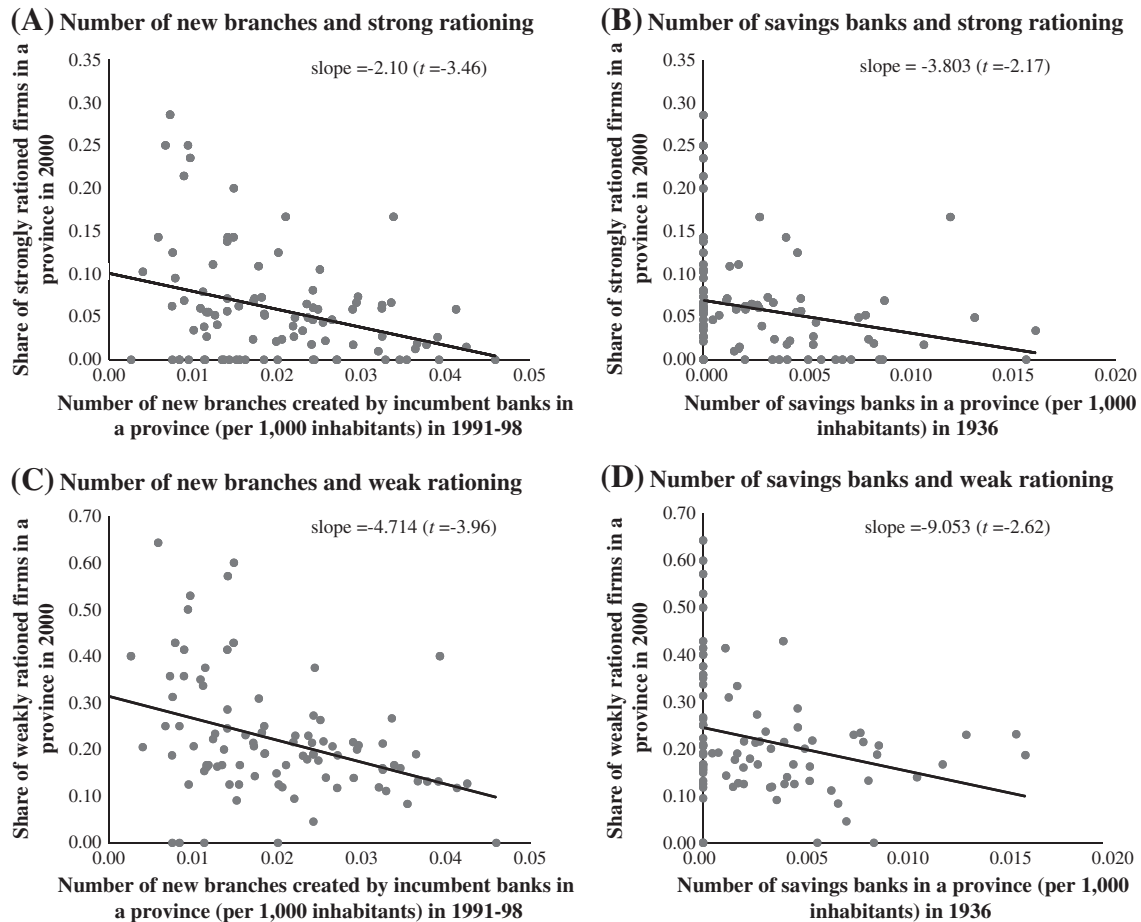 (A) Number of new branches and strong rationing
Share of strongly rationed firms in a
province in 2000
slope =-2.10 (t =-3.46)
0.35
0.30
0.25
0.20
0.15
0.10
0.05
0.00
0.00 0.01 0.02 0.03 0.04 0.05
Number of new branches created by incumbent banks in
a province (per 1,000 inhabitants) in 1991-98
(B) Number of savings banks and strong rationing
Share of strongly rationed firms in a
province in 2000
slope = -3.803 (t =-2.17)
0.35
0.30
0.25
0.20
0.15
0.10
0.05
0.00
0.000 0.005 0.010 0.015 0.020
Number of savings banks in a province (per 1,000
inhabitants) in 1936
(C) Number of new branches and weak rationing
Share of weakly rationed firms in a
province in 2000
slope =-4.714 (t =-3.96)
0.70
0.60
0.50
0.40
0.30
0.20
0.10
0.00
0.00 0.01 0.02 0.03 0.04 0.05
Number of new branches created by incumbent banks in
a province (per 1,000 inhabitants) in 1991-98
(D) Number of savings banks and weak rationing
Share of weakly rationed firms in a
province in 2000
slope =-9.053 (t =-2.62)
0.70
0.60
0.50
0.40
0.30
0.20
0.10
0.00
0.00 0.005 0.010 0.015 0.020
Number of savings banks in a province (per 1,000
inhabitants) in 1936